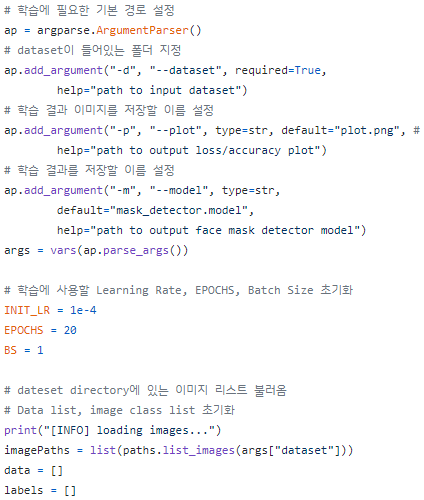 # 학습에 필요한 기본 경로 설정
ap = argparse.ArgumentParser()
# dataset이 들어있는 폴더 지정
ap.add_argument("-d", "--dataset", required=True,
        help="path to input dataset")
# 학습 결과 이미지를 저장할 이름 설정
ap.add_argument("-p", "--plot", type=str, default="plot.png", #
        help="path to output loss/accuracy plot")
# 학습 결과를 저장할 이름 설정
ap.add_argument("-m", "--model", type=str,
        default="mask_detector.model",
        help="path to output face mask detector model")
args = vars(ap.parse_args())

# 학습에 사용할 Learning Rate, EPOCHS, Batch Size 초기화
INIT_LR = 1e-4
EPOCHS = 20
BS = 1

# dateset directory에 있는 이미지 리스트 불러옴
# Data list, image class list 초기화
print("[INFO] loading images...")
imagePaths = list(paths.list_images(args["dataset"]))
data = []
labels = []